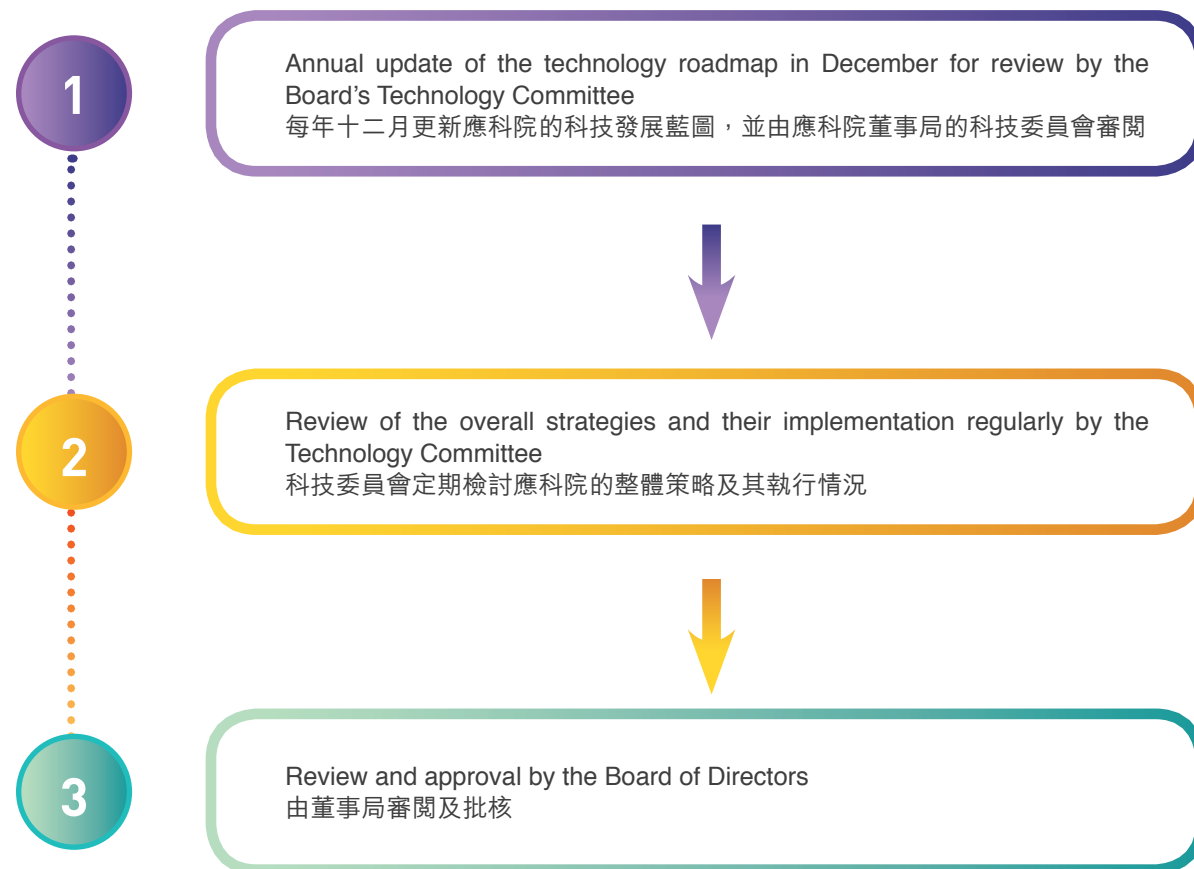 1
Annual update of the technology roadmap in December for review by the
Board’s Technology Committee
每年十二月更新應科院的科技發展藍圖，並由應科院董事局的科技委員會審閱
2
Review of the overall strategies and their implementation regularly by the
Technology Committee
科技委員會定期檢討應科院的整體策略及其執行情況
3
Review and approval by the Board of Directors
由董事局審閱及批核